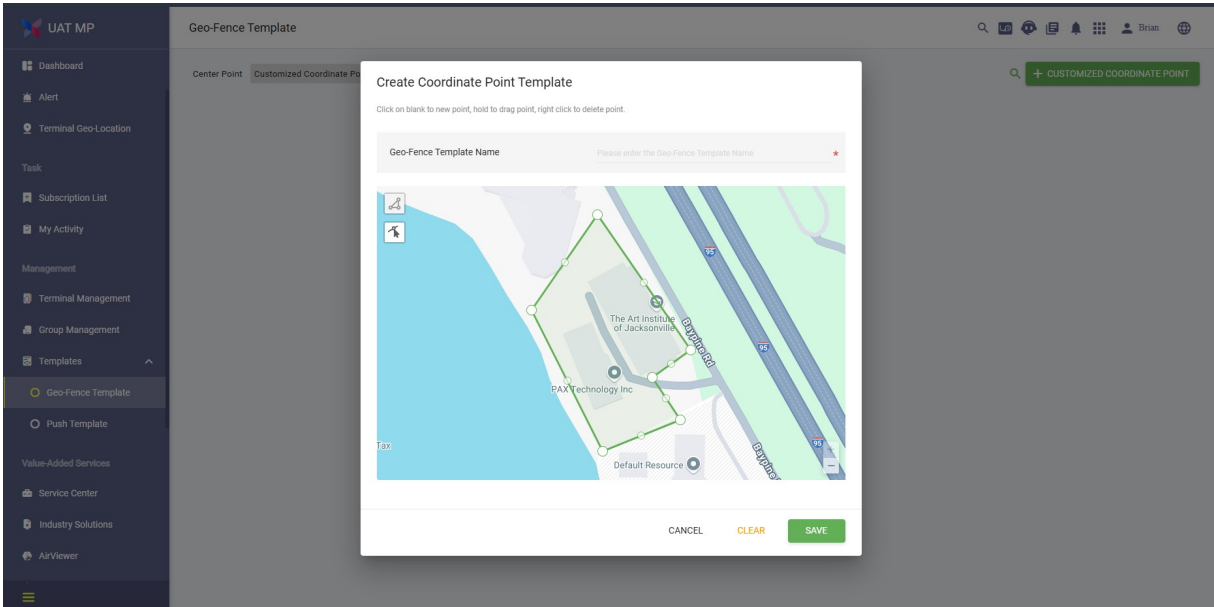 UAT MP
Geo-Fence Template
Brian
Dashboard
Alert
Terminal Geo-Location
Task
Subscription List
My Activity
Management
Terminal Management
Group Management
Templates
Geo-Fence Template
Push Template
Value-Added Services
Service Center
Industry Solutions
AirViewer
Center Point Customized Coordinate Po
+ CUSTOMIZED COORDINATE POINT
Create Coordinate Point Template
Click on blank to new point, hold to drag point, right click to delete point.
Geo-Fence Template Name Please enter the Geo-Fence Template Name *
95
The Art Institute
of Jacksonville
Baypine Rd
95
95
PAX Technology Inc
Tax
95
Default Resource
Baypine
+
−
CANCEL CLEAR SAVE